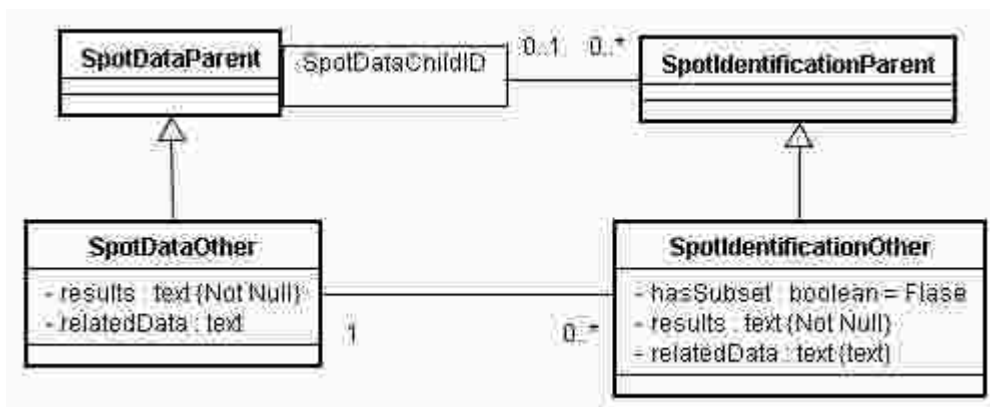 SpotDataParent
SpotDataChildID
0..1 0..*
SpotIdentificationParent
SpotDataOther
- results : text {Not Null}
- relatedData : text
1
0..*
SpotIdentificationOther
- hasSubset : boolean = Flase
- results : text {Not Null}
- relatedData : text {text}